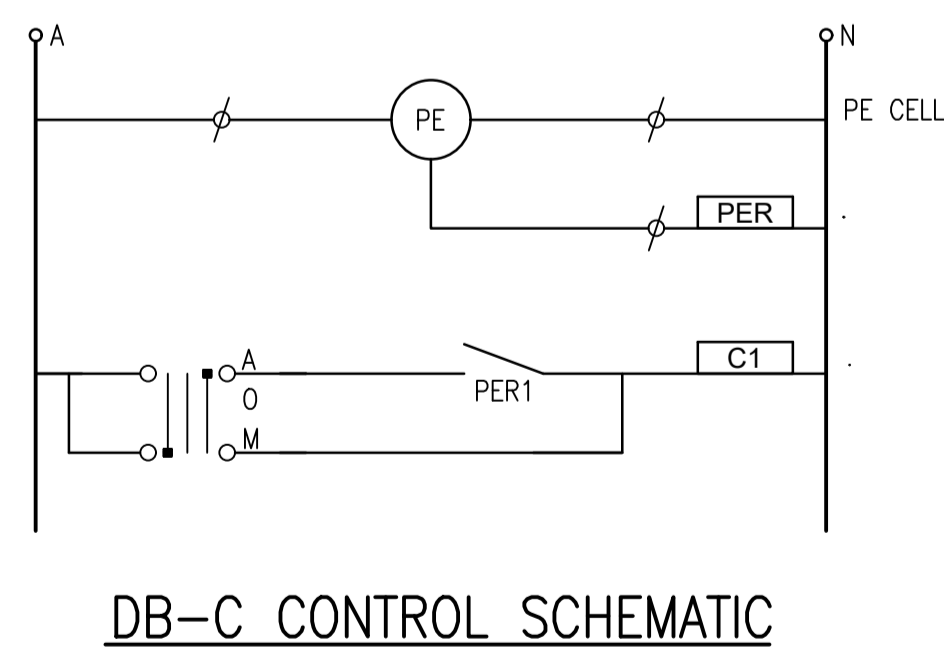 A
N
PE CELL
PE
PER
A
C1
O
PER1
M
DB-C CONTROL SCHEMATIC